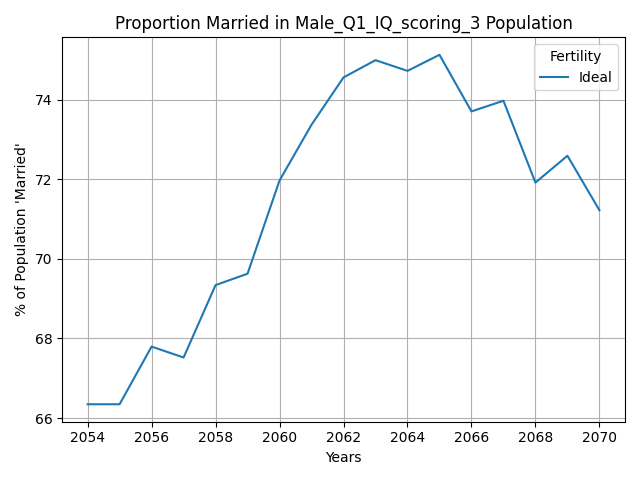 Proportion Married in Male_Q1_IQ_scoring_3 Population
Fertility
Ideal
% of Population 'Married'
74
72
70
68
66
2054 2056 2058 2060 2062 2064 2066 2068 2070
Years